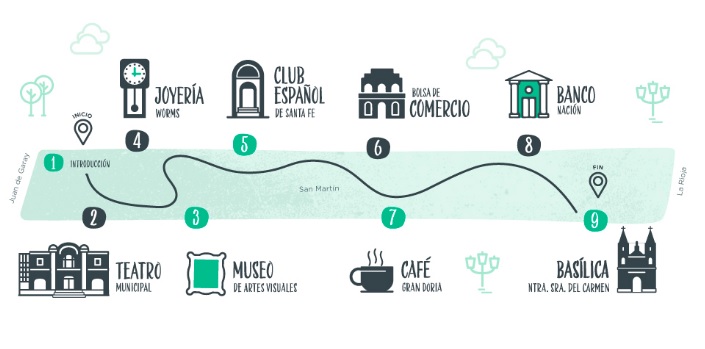 JOYERÍA
WORMS
CLUB
ESPAÑOL
DE SANTA FE
BOLSA DE
COMERCIO
BANCO
NACIÓN
INICIO
4
5
6
8
1
INTRODUCCIÓN
FIN
Juan de Garay
San Martin
La Rioja
2
3
7
9
TEATRO
MUNICIPAL
MUSEO
DE ARTES VISUALES
CAFÉ
GRAN DORIA
BASÍLICA
NTRA. SRA. DEL CARMEN